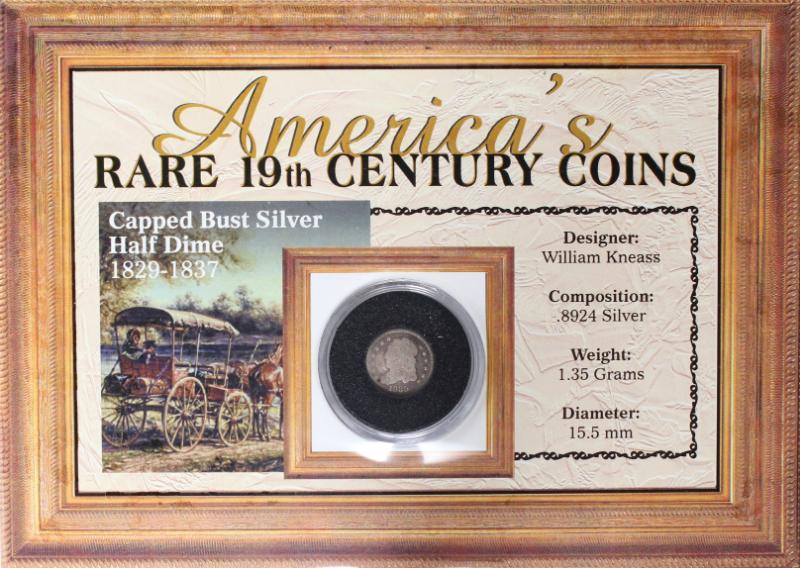 America's
RARE 19th CENTURY COINS
Capped Bust Silver
Half Dime
1829-1837
Designer:
William Kneass
Composition:
.8924 Silver
Weight:
1.35 Grams
Diameter:
15.5 mm